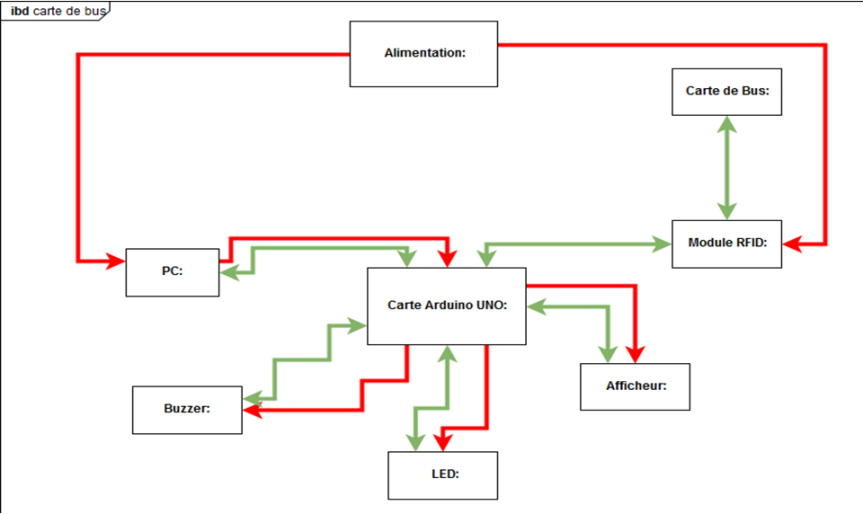 ibd carte de bus
Alimentation:
Carte de Bus:
Module RFID:
PC:
Carte Arduino UNO:
Afficheur:
Buzzer:
LED: